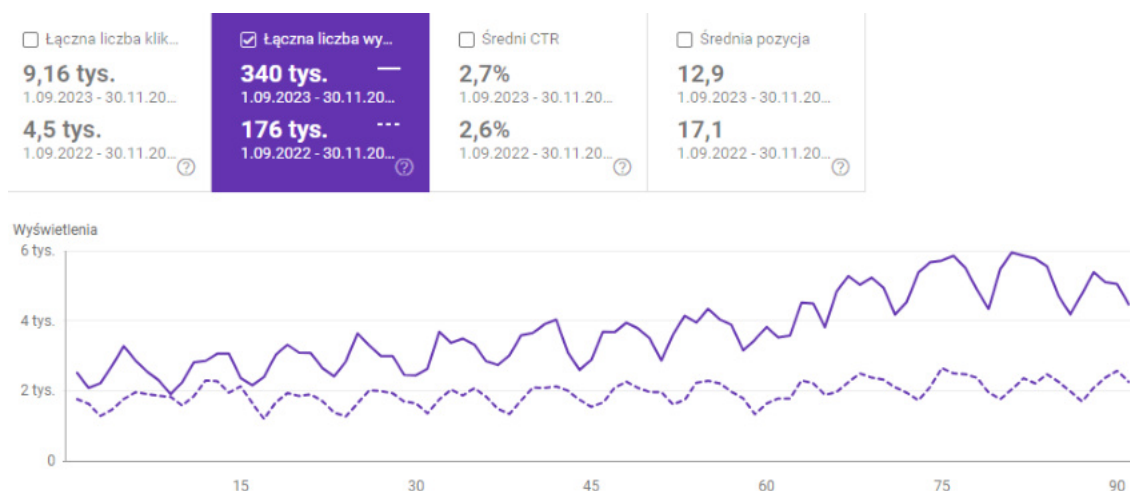 Łączna liczba klik...
9,16 tys.
1.09.2023 - 30.11.20...
4,5 tys.
1.09.2022 - 30.11.20...
Łączna liczba wy...
340 tys.
1.09.2023 - 30.11.20...
176 tys.
1.09.2022 - 30.11.20...
Średni CTR
2,7%
1.09.2023 - 30.11.20...
2,6%
1.09.2022 - 30.11.20...
Średnia pozycja
12,9
1.09.2023 - 30.11.20...
17,1
1.09.2022 - 30.11.20...
Wyświetlenia
6 tys.
4 tys.
2 tys.
0
15 30 45 60 75 90